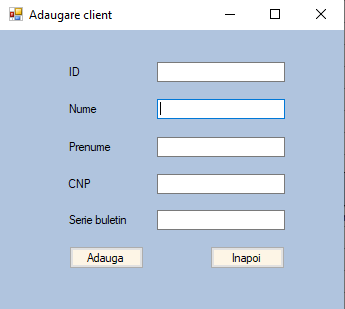 Adaugare client
ID
Nume
Prenume
CNP
Serie buletin
Adauga Inapoi